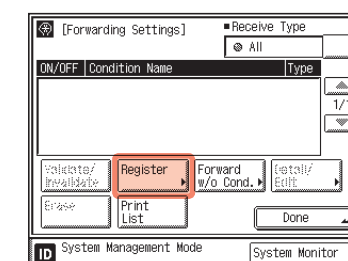 [Forwarding Settings]
Receive Type
All
ON/OFF Condition Name Type
1/
Validate/
Invalidate
Register
Forward
w/o Cond.
Detail/
Edit
Erase
Print
List
Done
ID System Management Mode
System Monitor